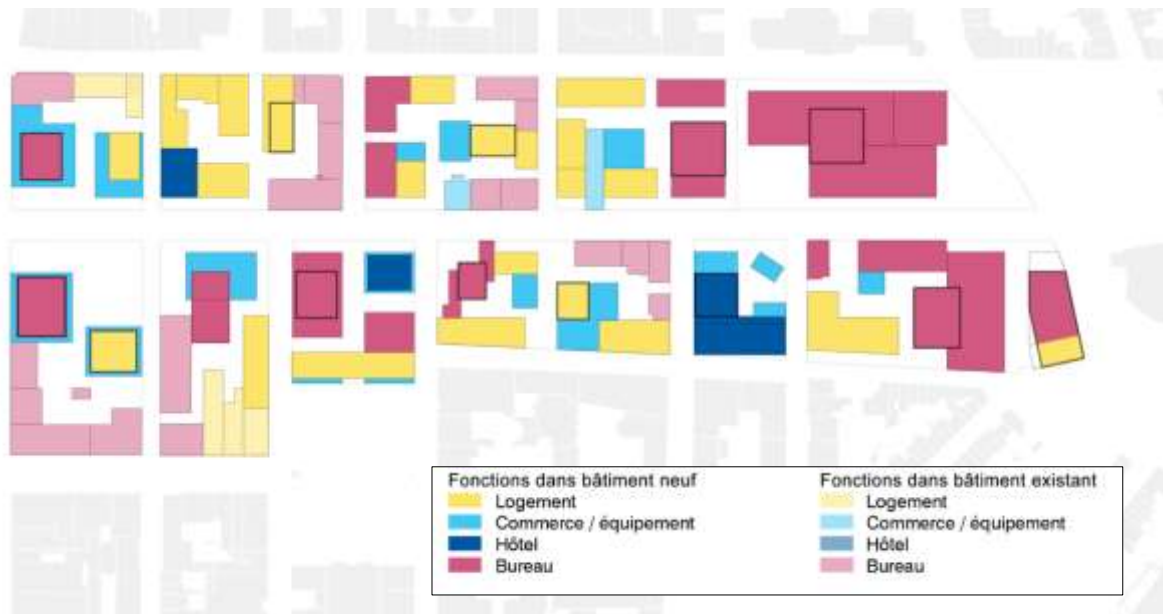 Fonctions dans bâtiment neuf
Logement
Commerce / équipement
Hôtel
Bureau
Fonctions dans bâtiment existant
Logement
Commerce / équipement
Hôtel
Bureau